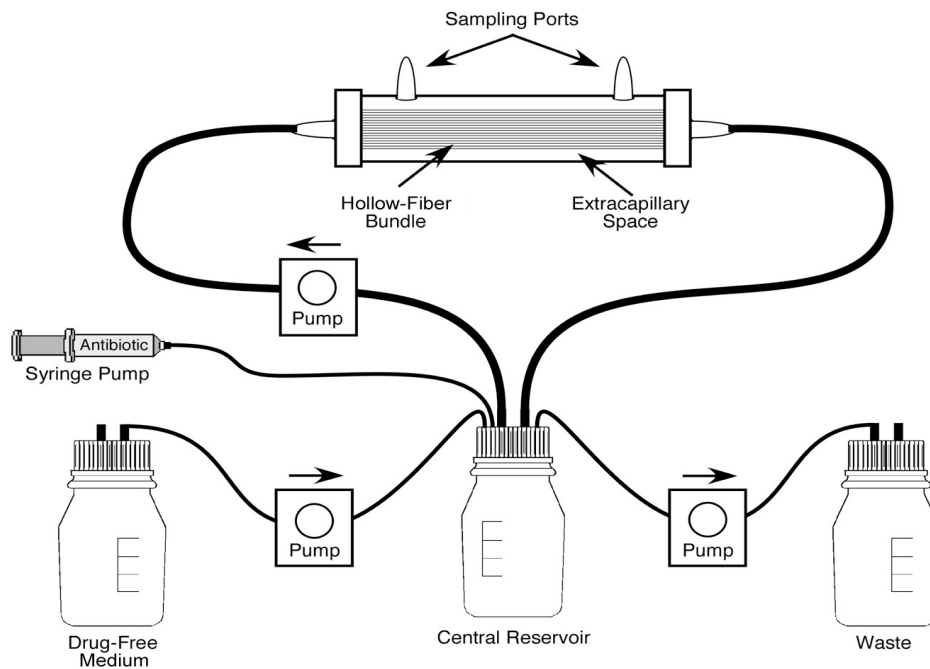 Sampling Ports
Hollow-Fiber
Bundle
Extracapillary
Space
Pump
Antibiotic
Syringe Pump
Pump
Pump
Drug-Free
Medium
Central Reservoir
Waste